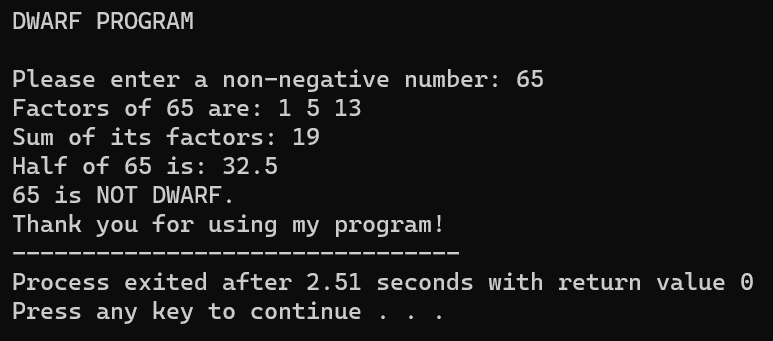 DWARF PROGRAM
Please enter a non-negative number: 65
Factors of 65 are: 1 5 13
Sum of its factors: 19
Half of 65 is: 32.5
65 is NOT DWARF.
Thank you for using my program!
--------------------------------
Process exited after 2.51 seconds with return value 0
Press any key to continue . . .